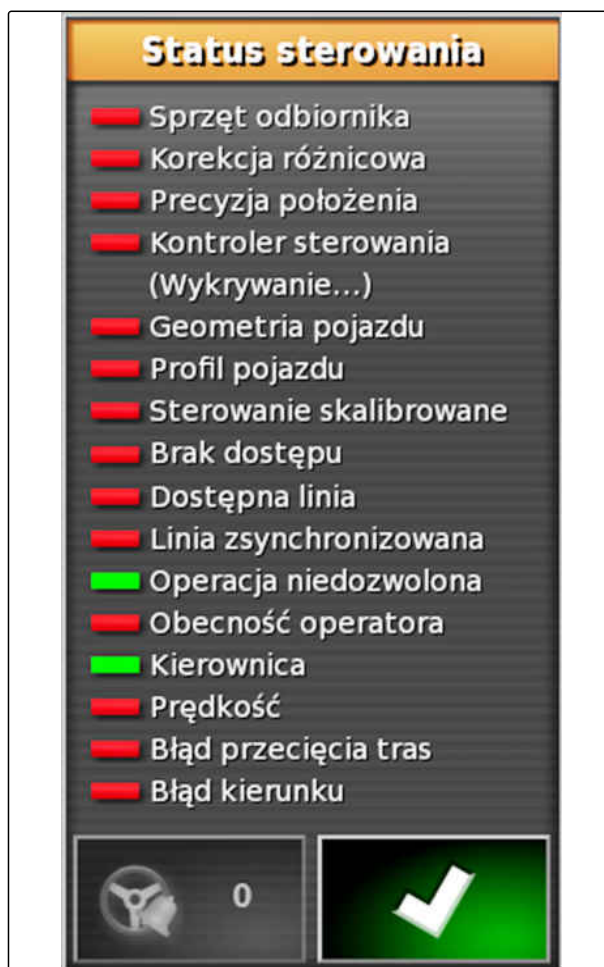 Status sterowania
Sprzęt odbiornika
Korekcja różnicowa
Precyzja położenia
Kontroler sterowania
(Wykrywanie...)
Geometria pojazdu
Profil pojazdu
Sterowanie skalibrowane
Brak dostępu
Dostępna linia
Linia zsynchronizowana
Operacja niedozwolona
Obecność operatora
Kierownica
Prędkość
Błąd przecięcia tras
Błąd kierunku
0